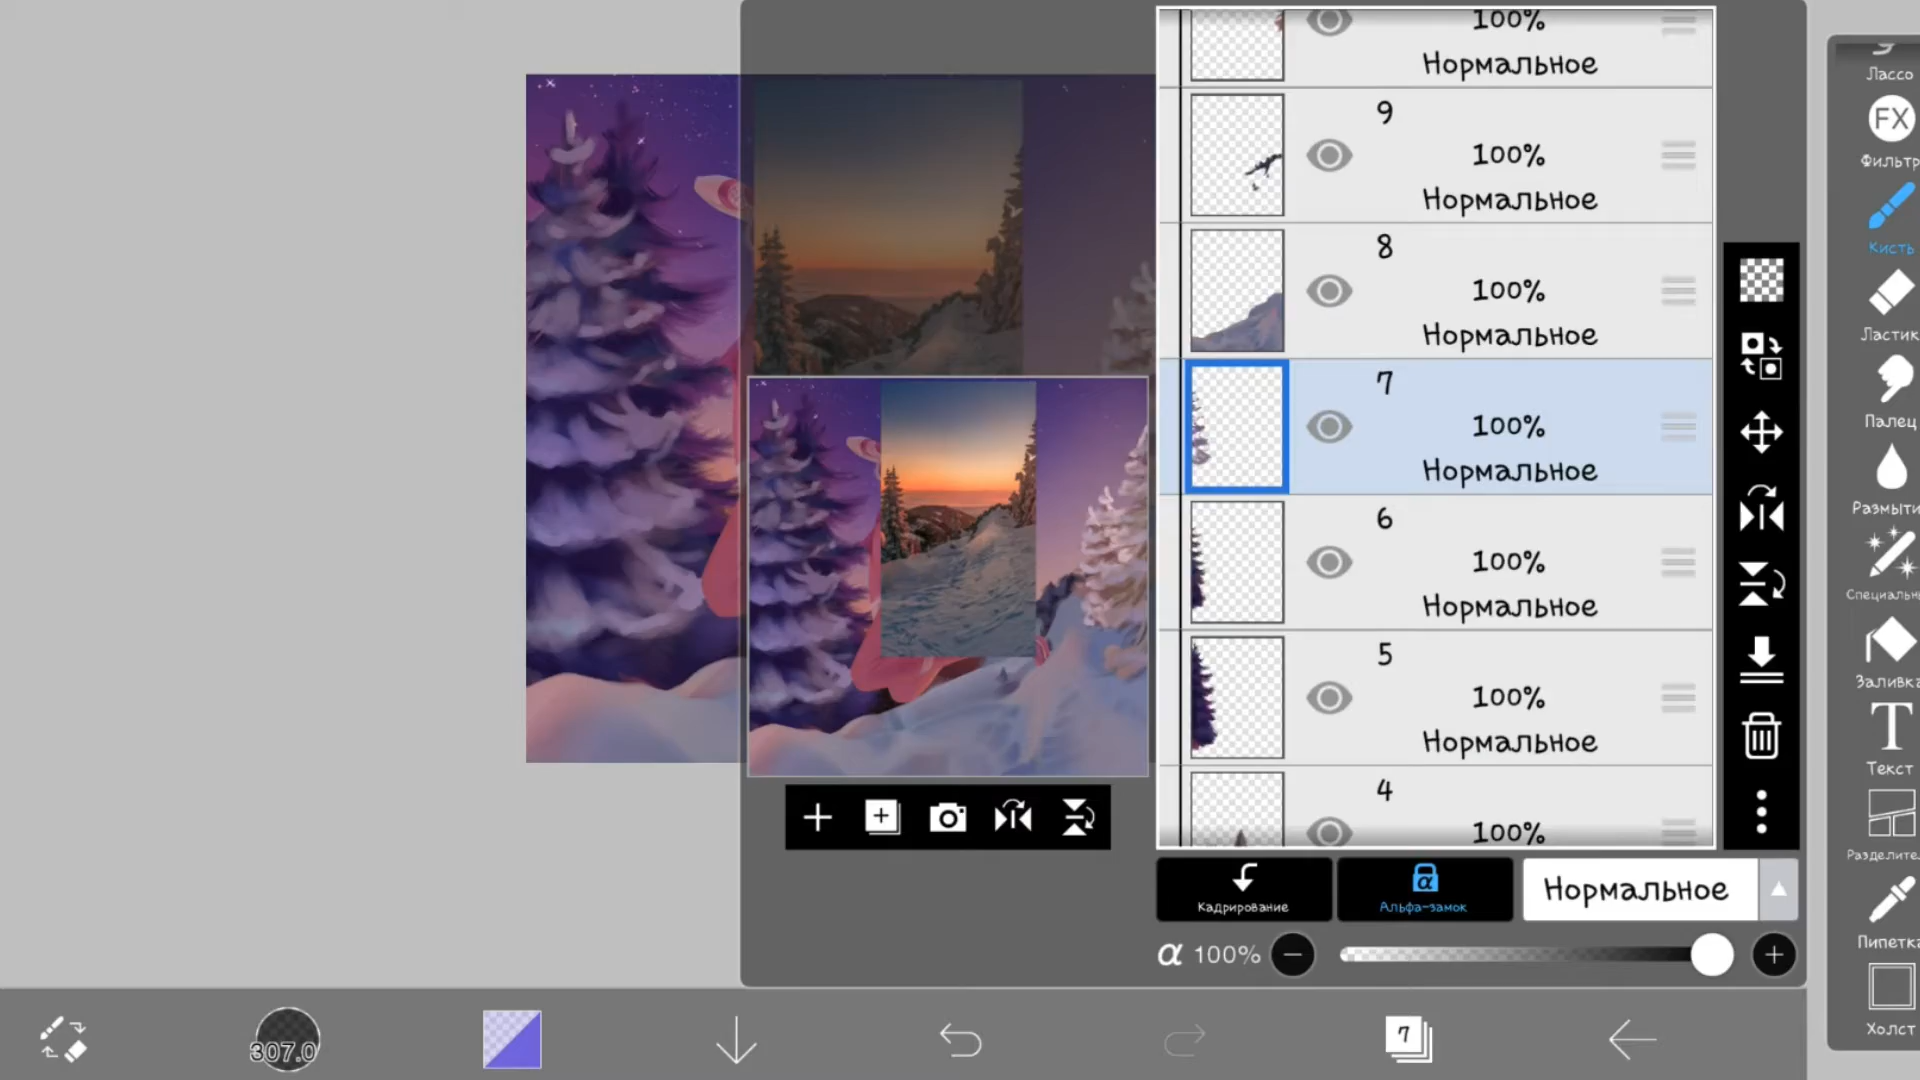 100%
Нормальное
9
100%
Нормальное
8
100%
Нормальное
7
100%
Нормальное
6
100%
Нормальное
5
100%
Нормальное
4
100%
Кадрирование
Альфа-замок
Нормальное
α 100%
307.0
7
Лассо
FX
Фильтр
Кисть
Ластик
Палец
Размыти
Специальн
Заливка
T
Текст
Разделите
Пипетка
Холст